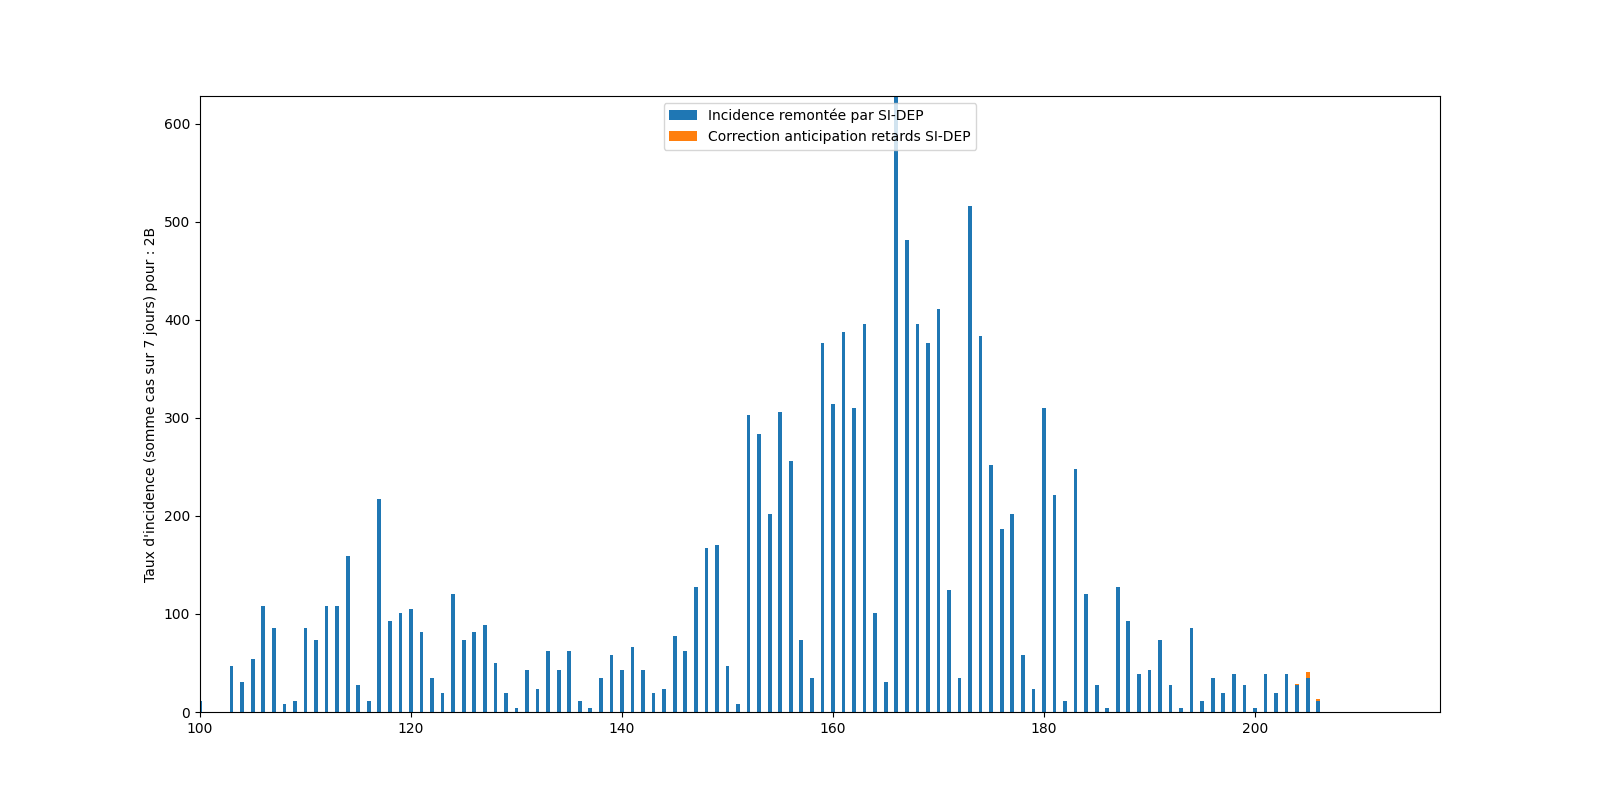 Incidence remontée par SI-DEP
Correction anticipation retards SI-DEP
Taux d'incidence (somme cas sur 7 jours) pour : 2B
600
500
400
300
200
100
0
100 120 140 160 180 200